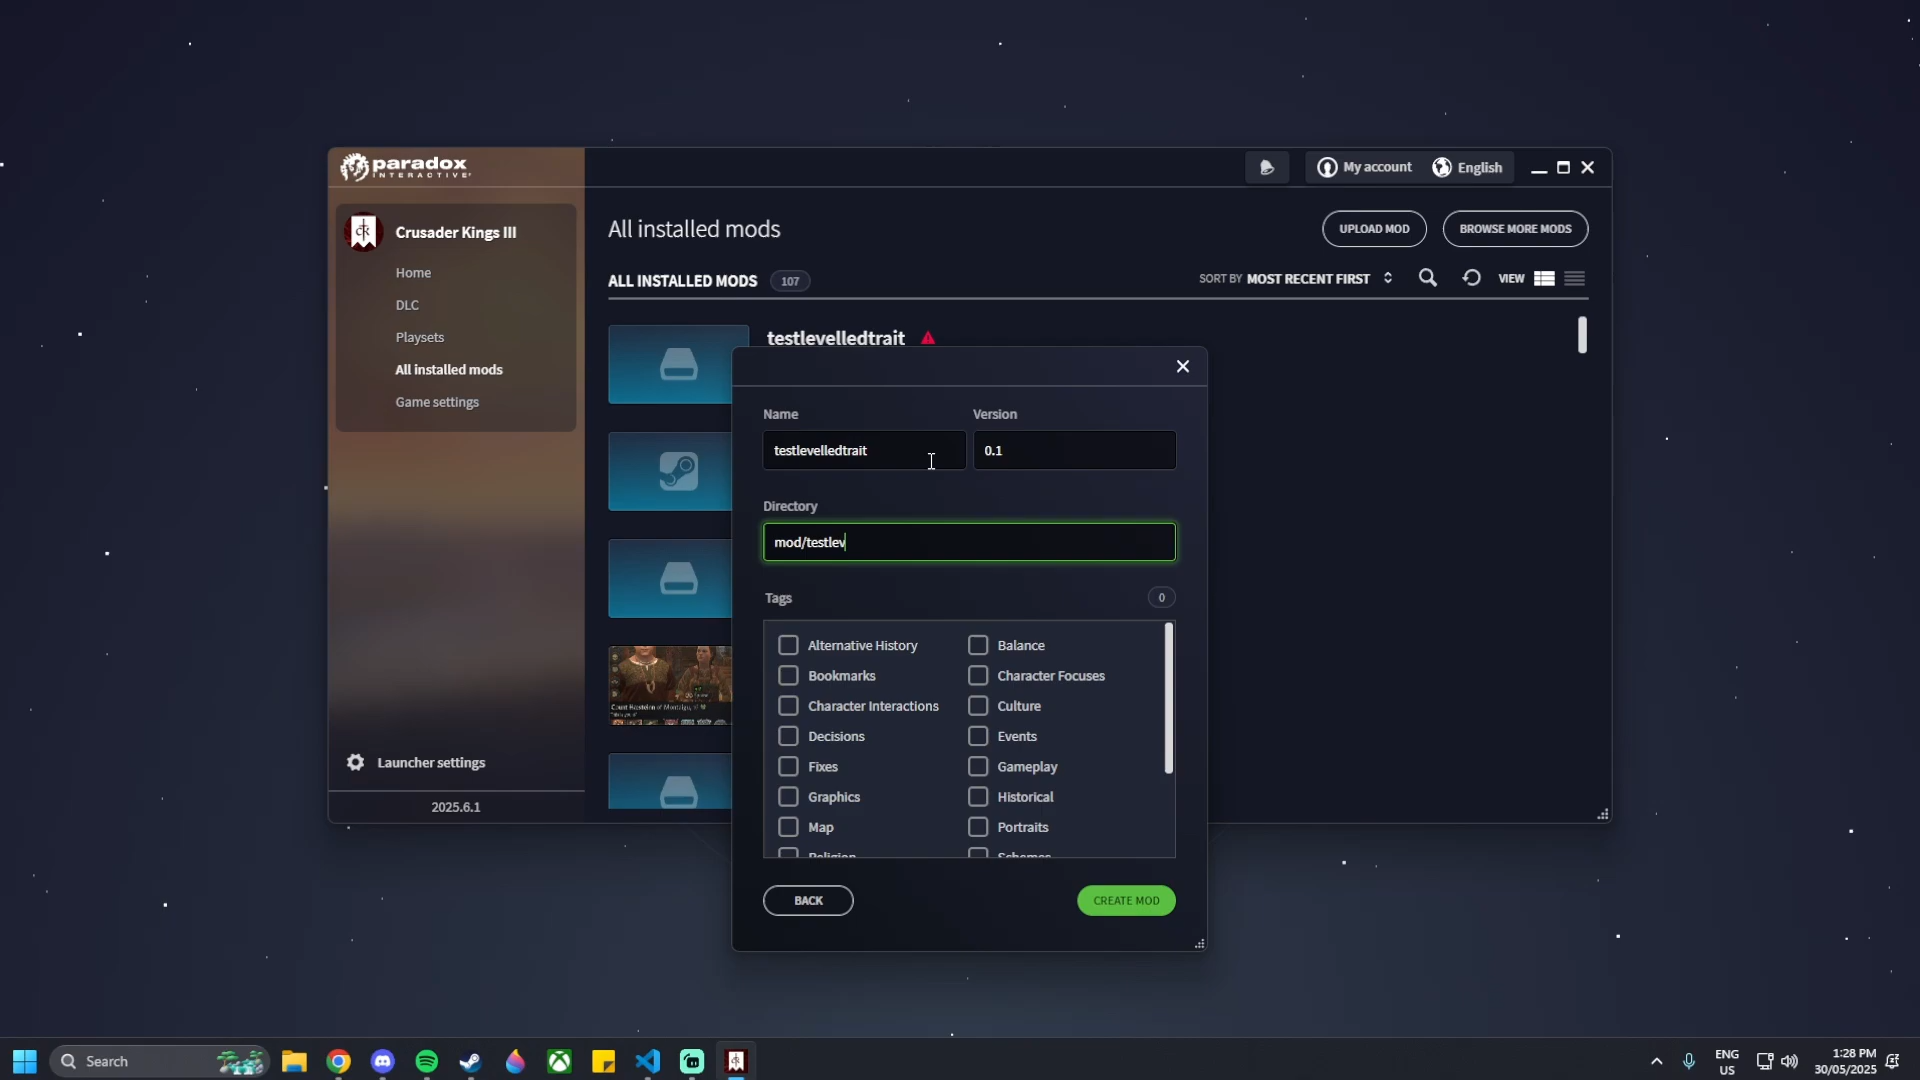 paradox
INTERACTIVE
My account
English
Crusader Kings III
Home
DLC
Playsets
All installed mods
Game settings
Launcher settings
2025.6.1
All installed mods
UPLOAD MOD
BROWSE MORE MODS
ALL INSTALLED MODS 107
SORT BY MOST RECENT FIRST
VIEW
testlevelledtrait
Name
Version
testlevelledtrait
0.1
Directory
mod/testlev
Tags
0
Alternative History
Balance
Bookmarks
Character Focuses
Character Interactions
Culture
Decisions
Events
Fixes
Gameplay
Graphics
Historical
Map
Portraits
Religion
Schemes
BACK
CREATE MOD
Search
ENG
US
1:28 PM
30/05/2025